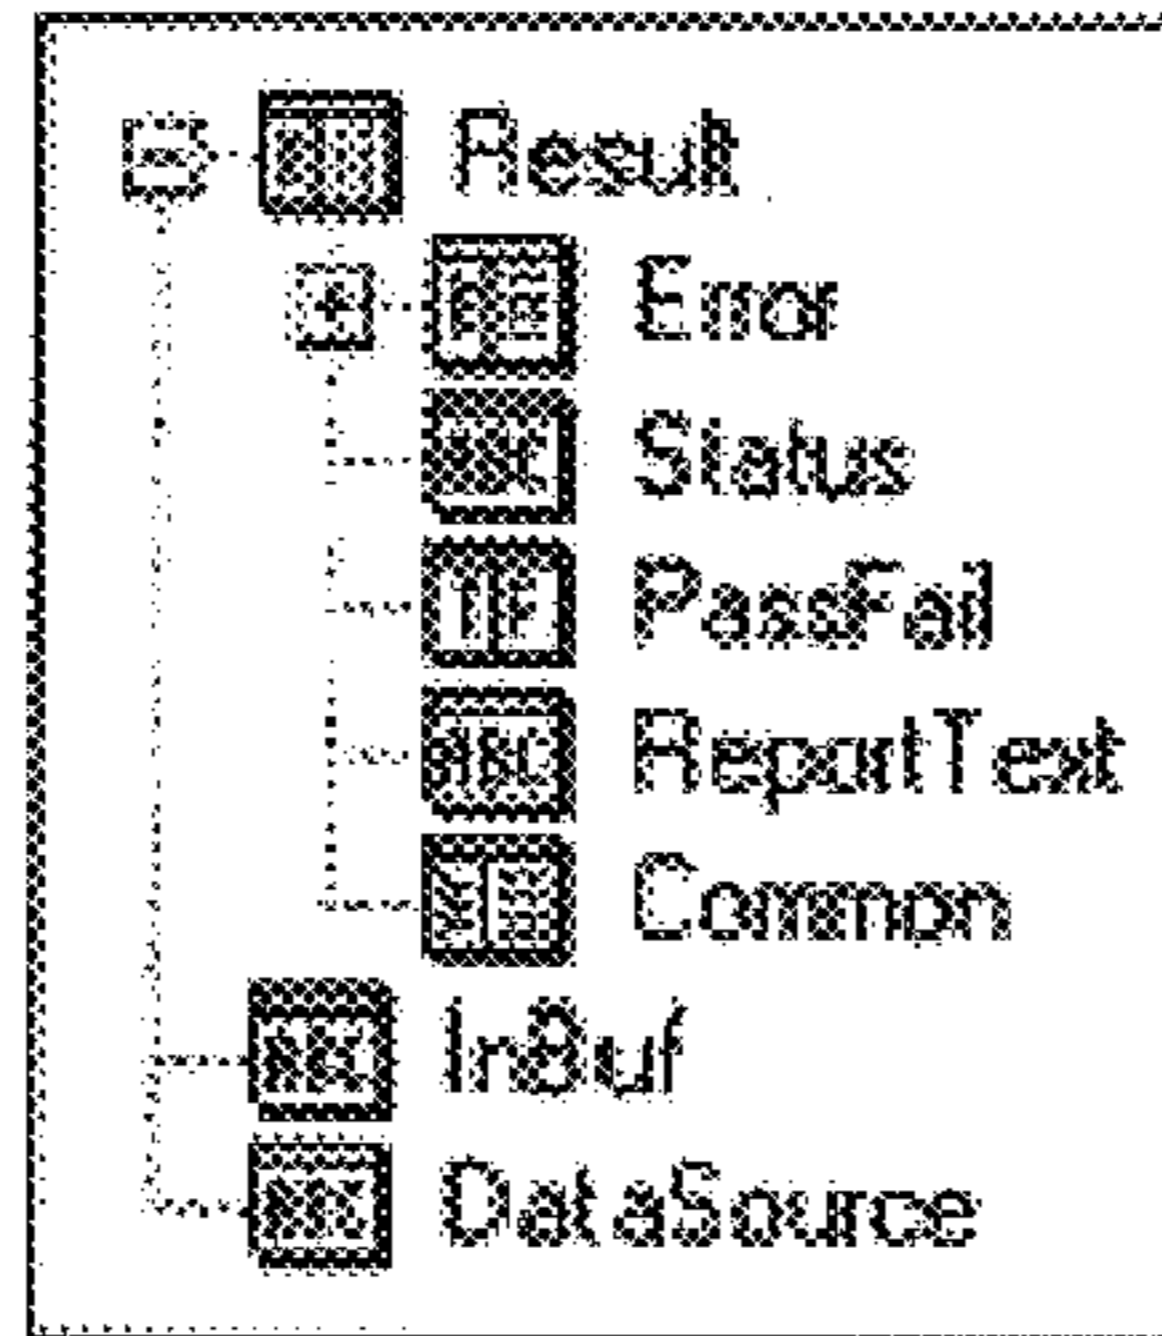 Result
Error
Status
PassFail
ReportText
Common
InBuf
DataSource